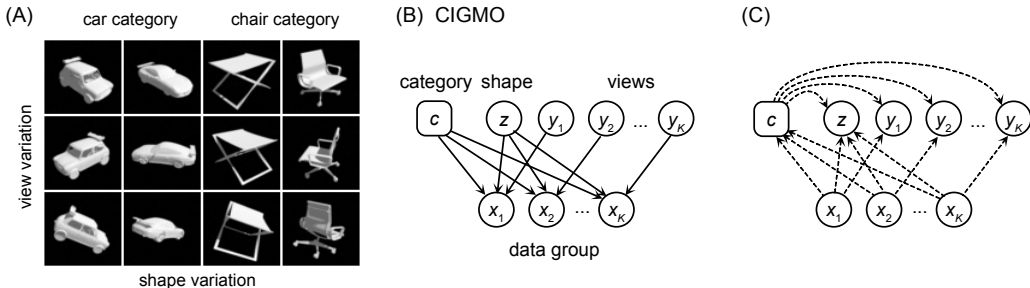 (A)
car category
chair category
view variation
shape variation
(B) CIGMO
category shape views
c z y1 y2 ... yK
x1 x2 ... xK
data group
(C)
c z y1 y2 ... yK
x1 x2 ... xK